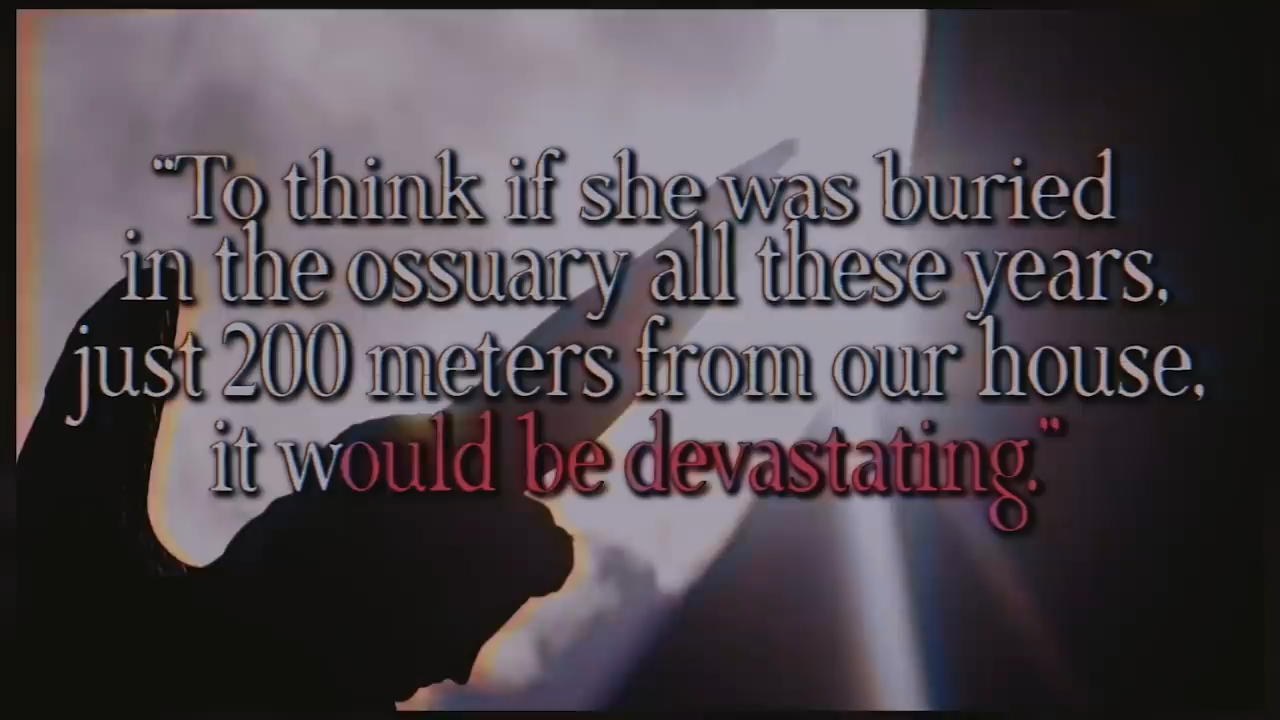 “To think if she was buried
in the ossuary all these years,
just 200 meters from our house,
it would be devastating.”